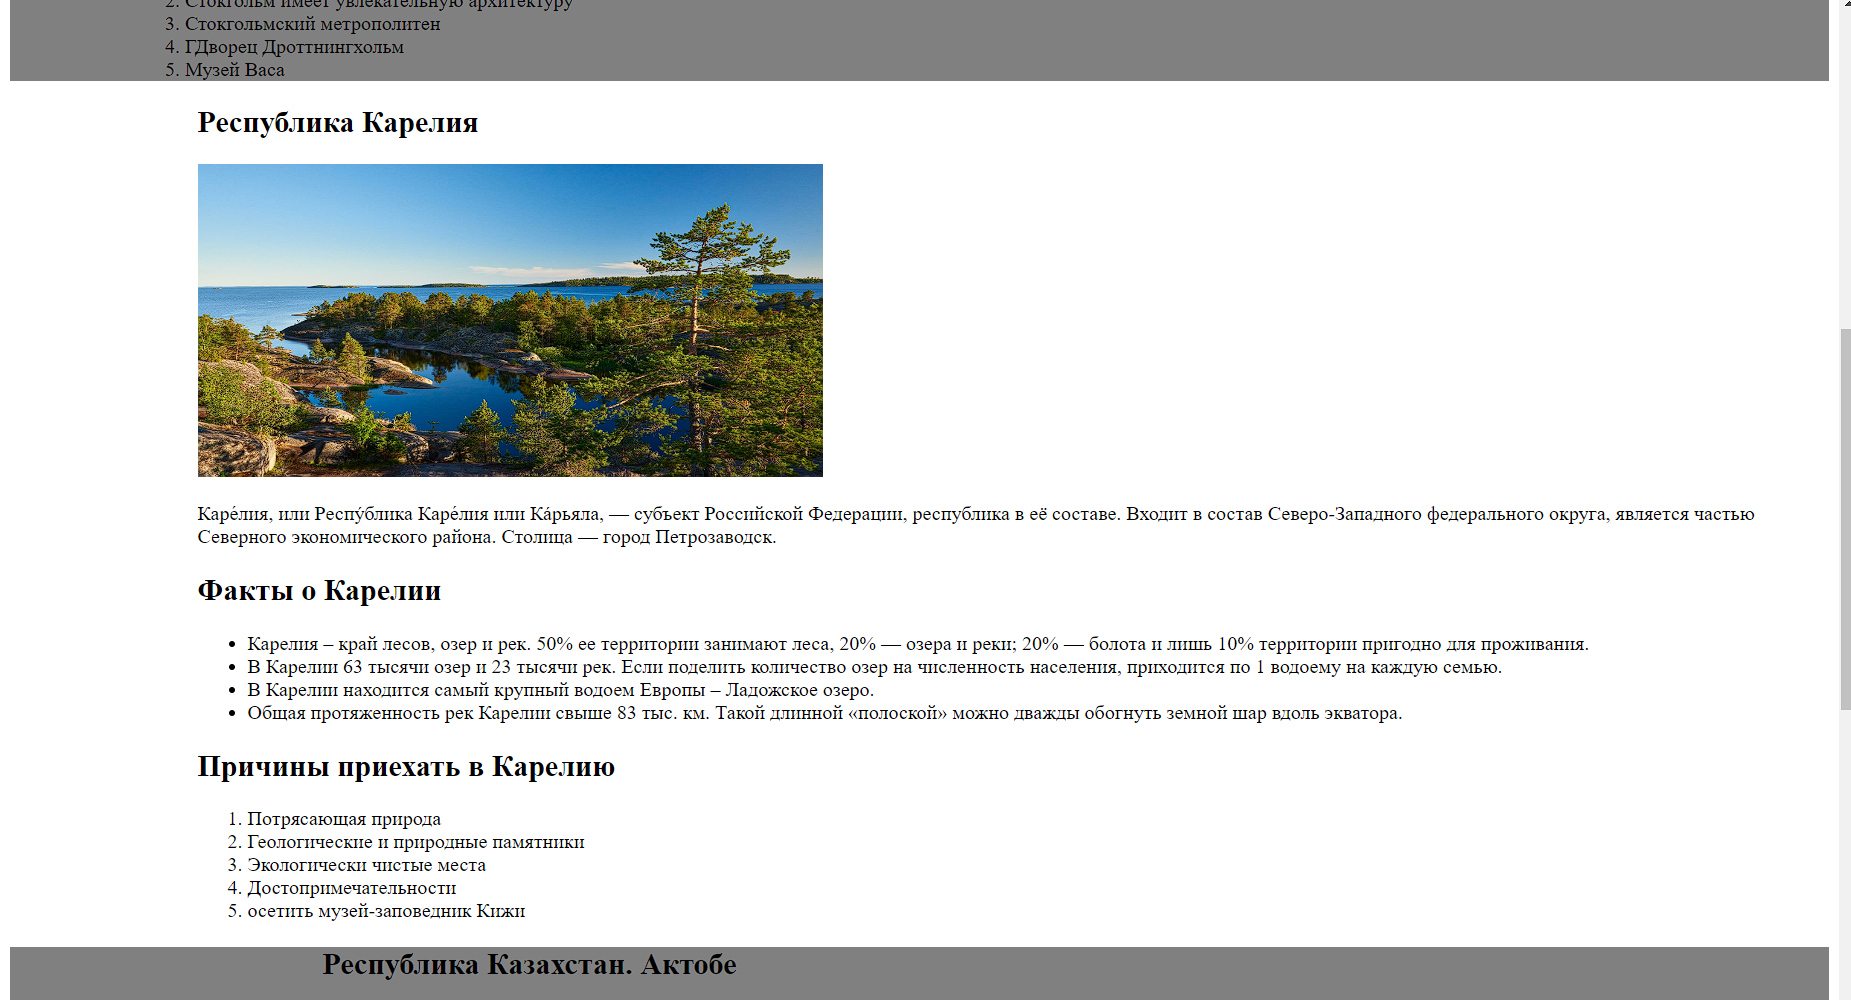 2. Стокгольм имеет увлекательную архитектуру
3. Стокгольмский метрополитен
4. ГДворец Дроттнингхольм
5. Музей Васа
Республика Карелия
Каре́лия, или Респу́блика Каре́лия или Ка́рьяла, — субъект Российской Федерации, республика в её составе. Входит в состав Северо-Западного федерального округа, является частью
Северного экономического района. Столица — город Петрозаводск.
Факты о Карелии
• Карелия – край лесов, озер и рек. 50% ее территории занимают леса, 20% — озера и реки; 20% — болота и лишь 10% территории пригодно для проживания.
• В Карелии 63 тысячи озер и 23 тысячи рек. Если поделить количество озер на численность населения, приходится по 1 водоему на каждую семью.
• В Карелии находится самый крупный водоем Европы – Ладожское озеро.
• Общая протяженность рек Карелии свыше 83 тыс. км. Такой длинной «полоской» можно дважды обогнуть земной шар вдоль экватора.
Причины приехать в Карелию
1. Потрясающая природа
2. Геологические и природные памятники
3. Экологически чистые места
4. Достопримечательности
5. осетить музей-заповедник Кижи
Республика Казахстан. Актобе